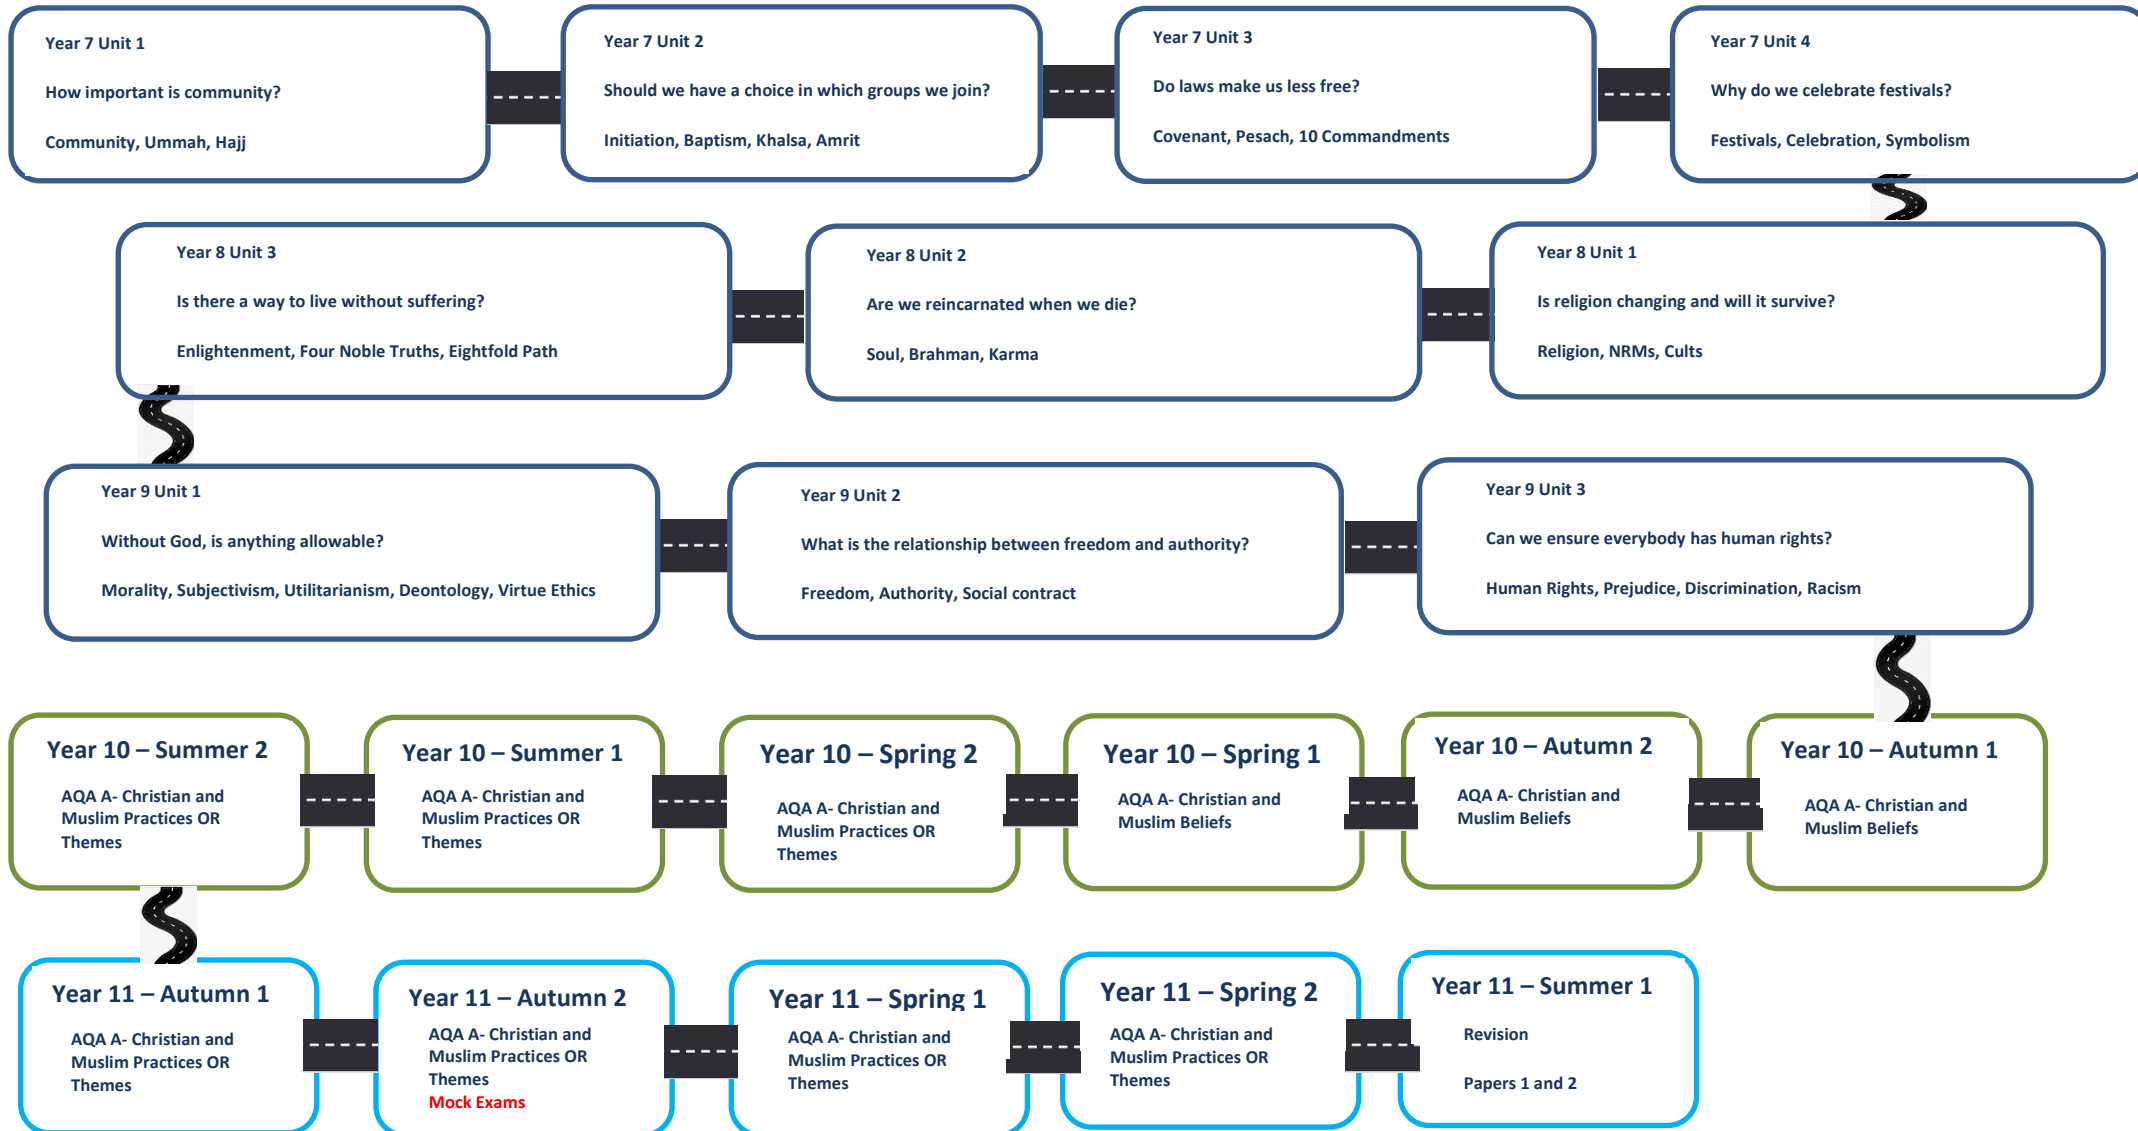 Year 7 Unit 1
How important is community?
Community, Ummah, Hajj
Year 7 Unit 2
Should we have a choice in which groups we join?
Initiation, Baptism, Khalsa, Amrit
Year 7 Unit 3
Do laws make us less free?
Covenant, Pesach, 10 Commandments
Year 7 Unit 4
Why do we celebrate festivals?
Festivals, Celebration, Symbolism
Year 8 Unit 3
Is there a way to live without suffering?
Enlightenment, Four Noble Truths, Eightfold Path
Year 8 Unit 2
Are we reincarnated when we die?
Soul, Brahman, Karma
Year 8 Unit 1
Is religion changing and will it survive?
Religion, NRMs, Cults
Year 9 Unit 1
Without God, is anything allowable?
Morality, Subjectivism, Utilitarianism, Deontology, Virtue Ethics
Year 9 Unit 2
What is the relationship between freedom and authority?
Freedom, Authority, Social contract
Year 9 Unit 3
Can we ensure everybody has human rights?
Human Rights, Prejudice, Discrimination, Racism
Year 10 – Summer 2
AQA A- Christian and
Muslim Practices OR
Themes
Year 10 – Summer 1
AQA A- Christian and
Muslim Practices OR
Themes
Year 10 – Spring 2
AQA A- Christian and
Muslim Practices OR
Themes
Year 10 – Spring 1
AQA A- Christian and
Muslim Beliefs
Year 10 – Autumn 2
AQA A- Christian and
Muslim Beliefs
Year 10 – Autumn 1
AQA A- Christian and
Muslim Beliefs
Year 11 – Autumn 1
AQA A- Christian and
Muslim Practices OR
Themes
Year 11 – Autumn 2
AQA A- Christian and
Muslim Practices OR
Themes
Mock Exams
Year 11 – Spring 1
AQA A- Christian and
Muslim Practices OR
Themes
Year 11 – Spring 2
AQA A- Christian and
Muslim Practices OR
Themes
Year 11 – Summer 1
Revision
Papers 1 and 2